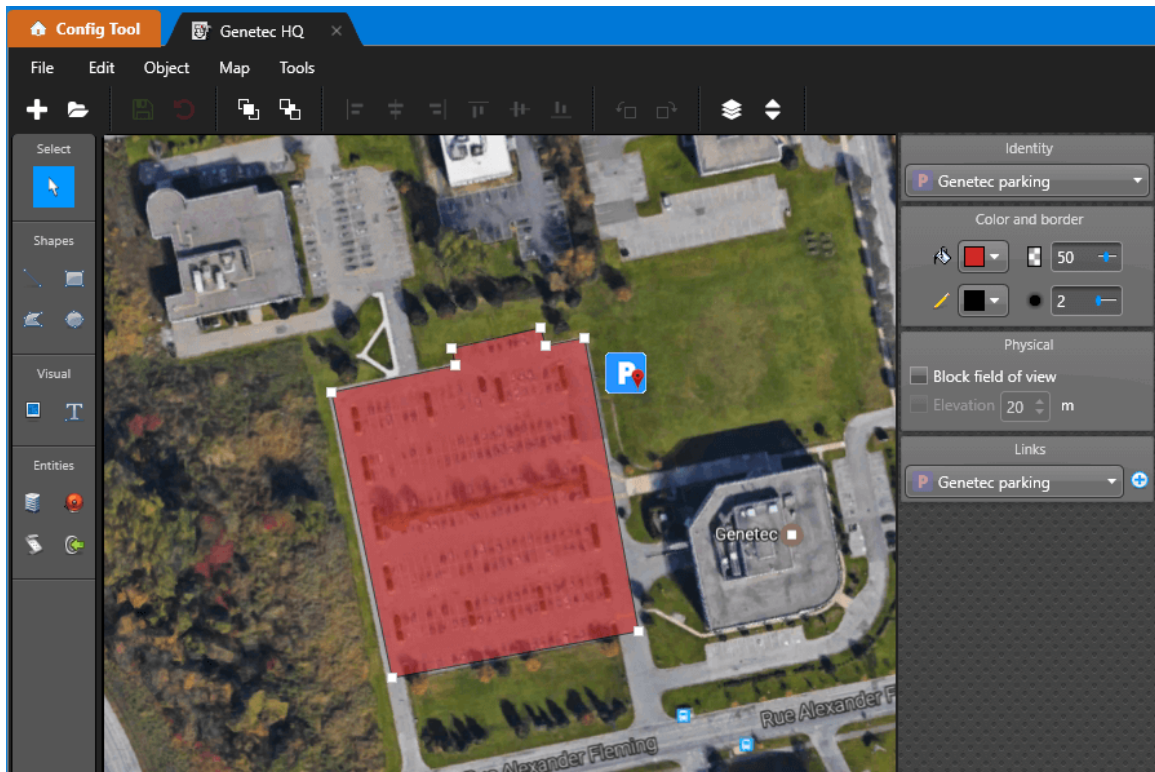 Config Tool
Genetec HQ
File Edit Object Map Tools
Select
Shapes
Visual
T
Entities
Identity
P Genetec parking
Color and border
50
2
Physical
Block field of view
Elevation 20 m
Links
P Genetec parking
P
Genetec
Rue Alexander F
Rue Alexander Fleming